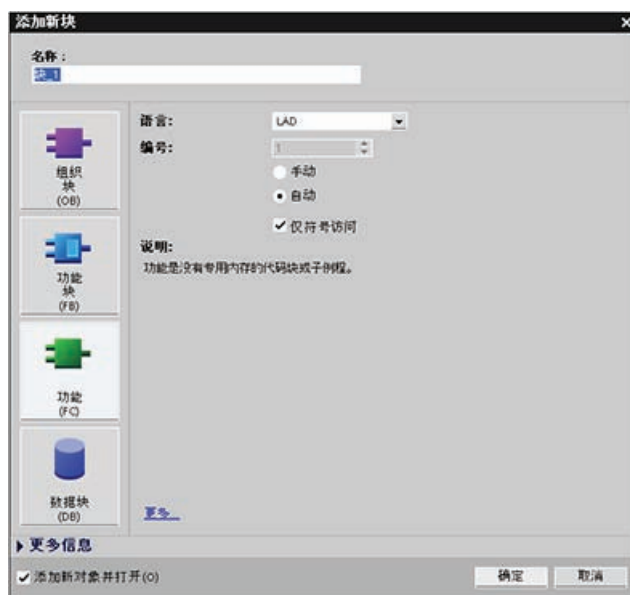 添加新块
名称：
块_1
组织
块
(OB)
功能
块
(FB)
功能
(FC)
数据块
(DB)
语言：
LAD
编号：
1
手动
自动
仅符号访问
说明：
功能是没有专用内存的代码块或子例程。
更多...
更多信息
添加新对象并打开(O)
确定
取消